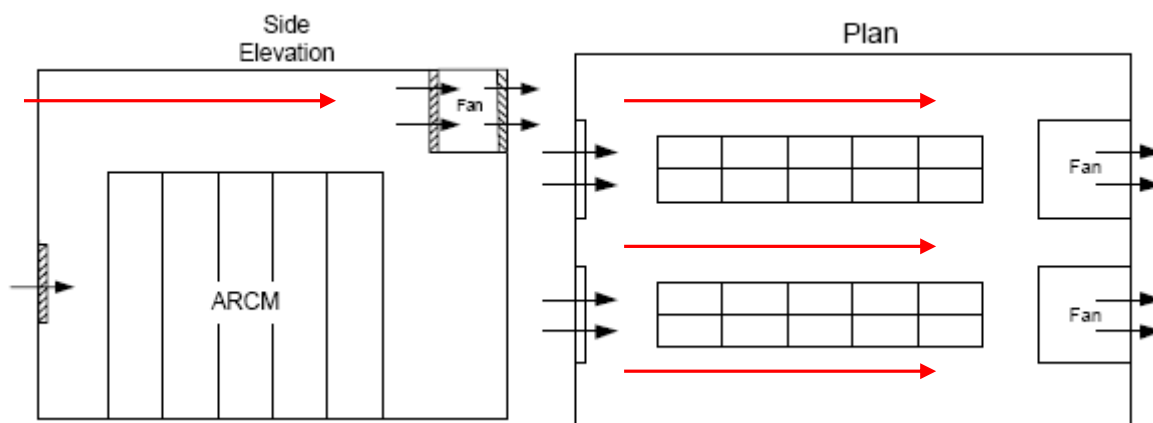 Side
Elevation
Fan
ARCM
Plan
Fan
Fan